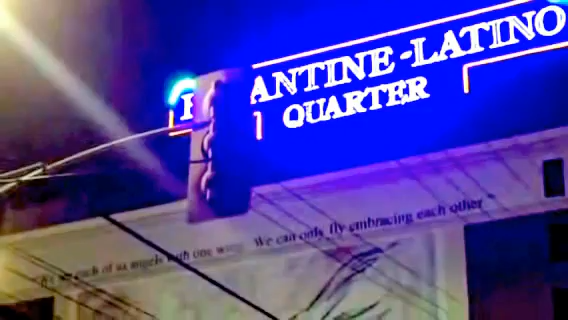 ANTINE-LATINO
QUARTER
each of us angels with one wing. We can only fly embracing each other"